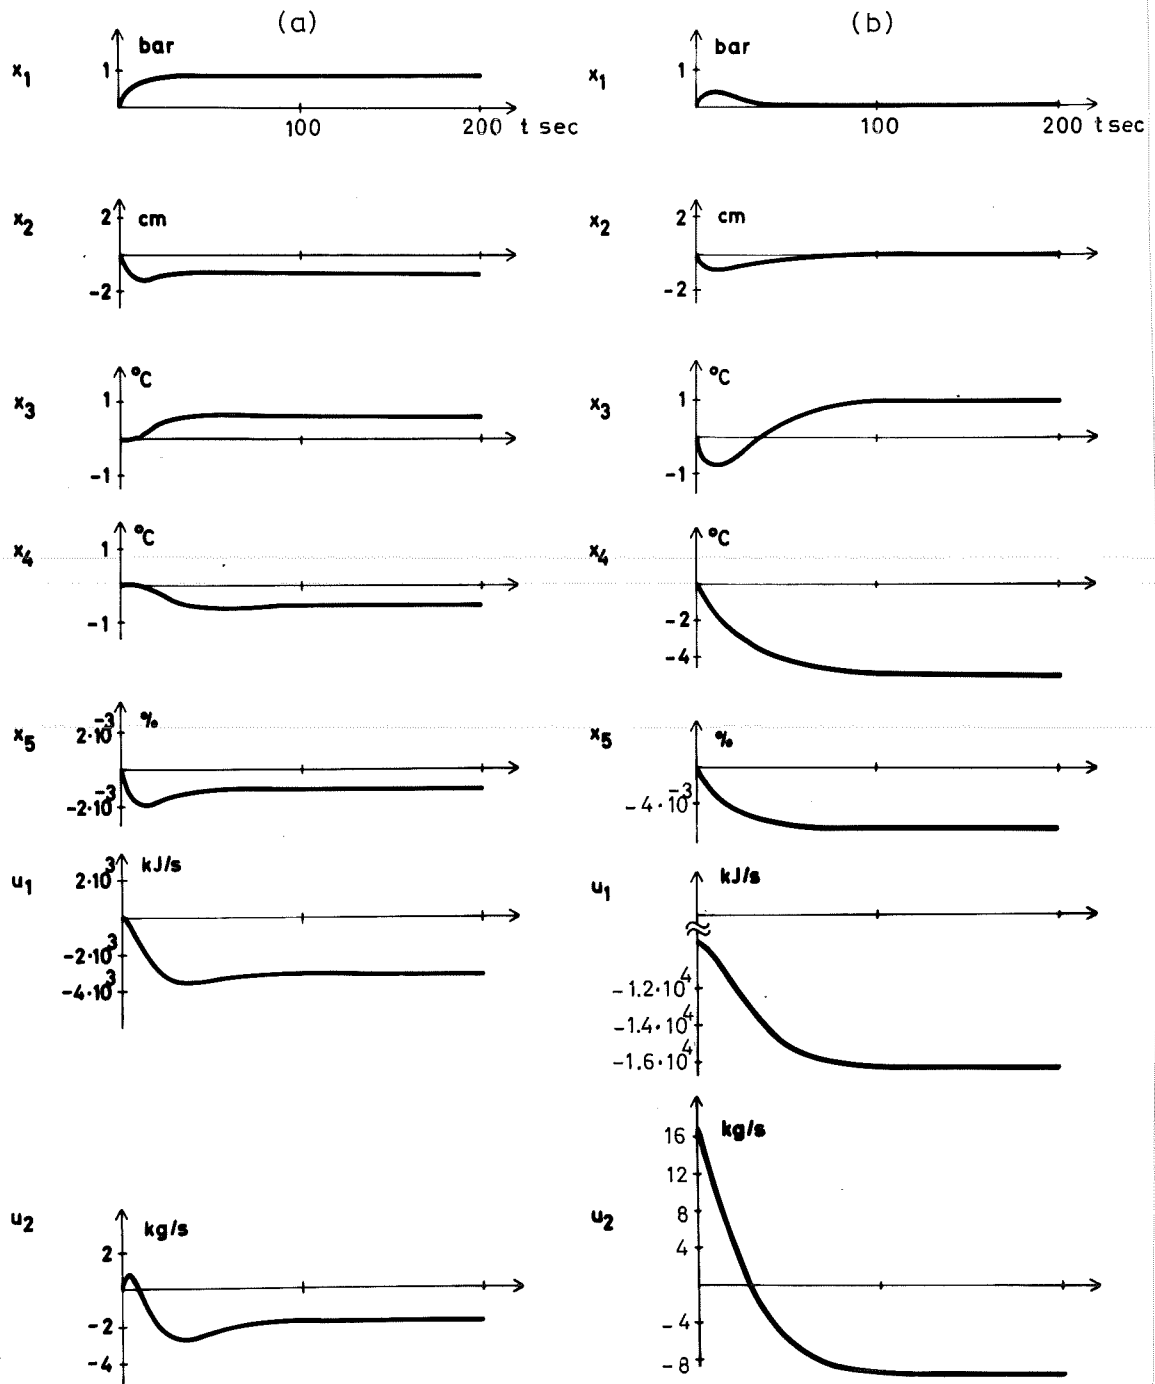 (a)
bar
x1
1
100
200 t sec
x2
2
cm
-2
x3
°C
1
-1
x4
°C
1
-1
x5
2·10^-3
%
-2·10^-3
u1
2·10^3
kJ/s
-2·10^3
-4·10^3
u2
kg/s
2
-2
-4
(b)
bar
x1
1
100
200 t sec
x2
2
cm
-2
x3
°C
1
-1
x4
°C
-2
-4
x5
%
-4·10^-3
u1
kJ/s
-1.2·10^4
-1.4·10^4
-1.6·10^4
u2
kg/s
16
12
8
4
-4
-8